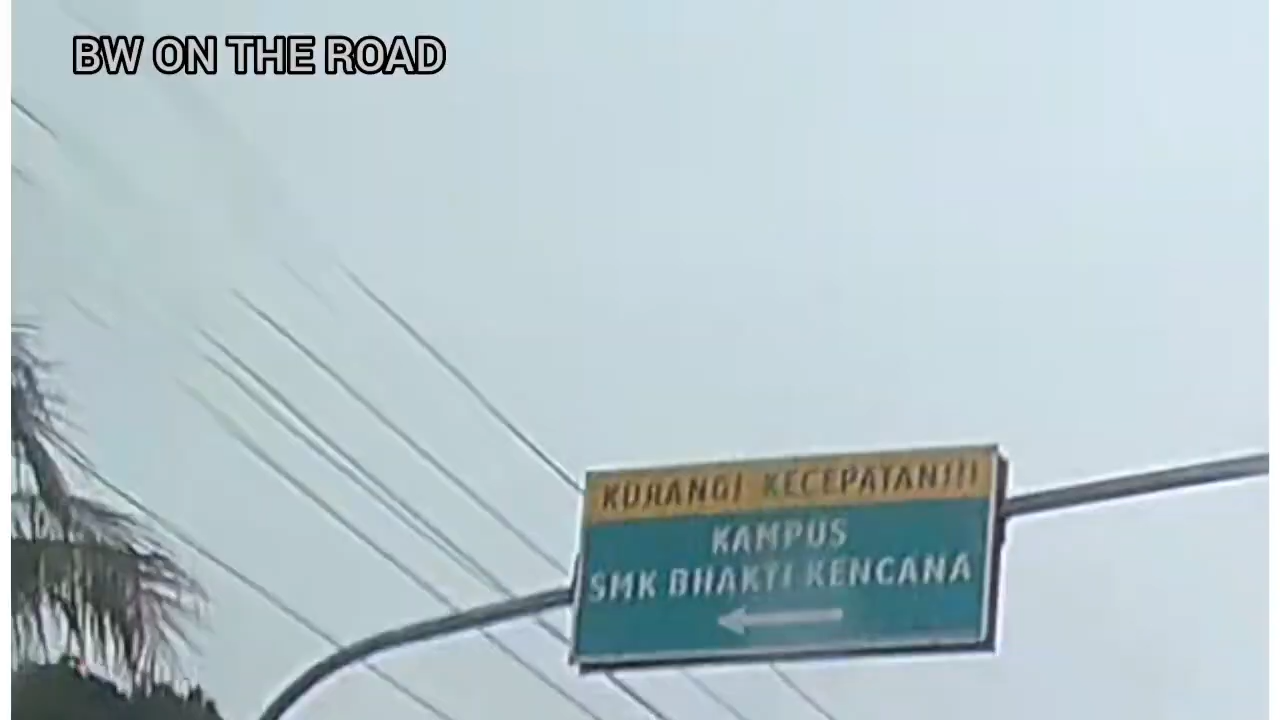 BW ON THE ROAD
KURANGI KECEPATAN!!!
KAMPUS
SMK BHAKTI KENCANA